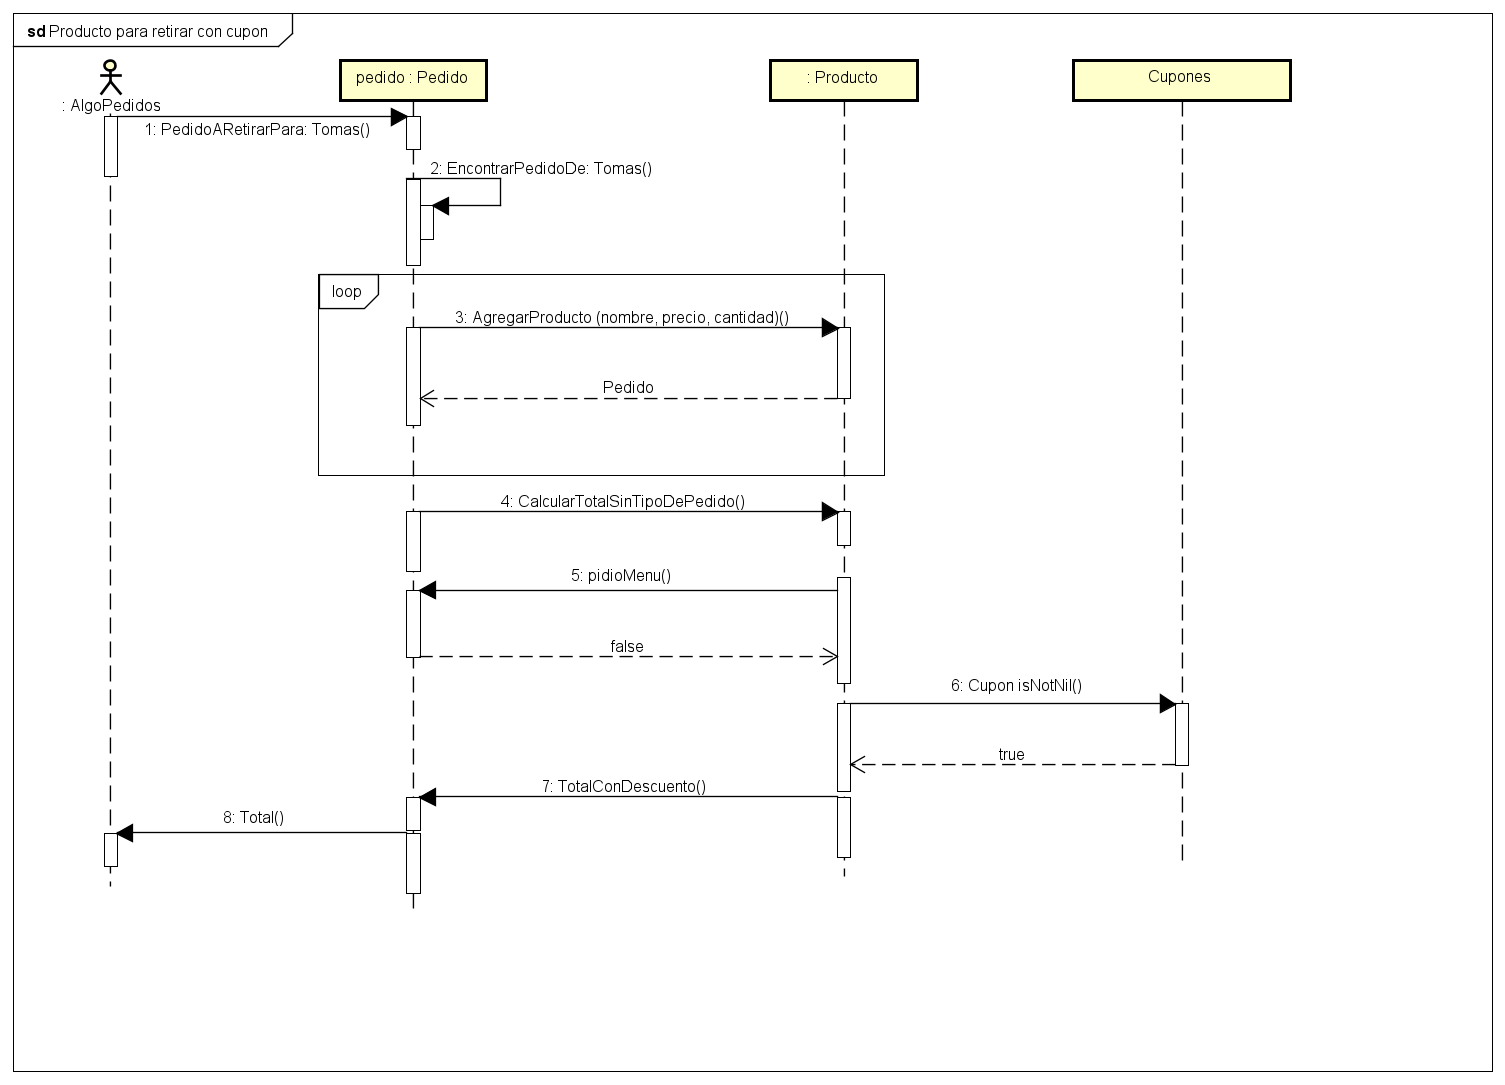 sd Producto para retirar con cupon
: AlgoPedidos
pedido : Pedido
: Producto
Cupones
1: PedidoARetirarPara: Tomas()
2: EncontrarPedidoDe: Tomas()
loop
3: AgregarProducto (nombre, precio, cantidad)()
Pedido
4: CalcularTotalSinTipoDePedido()
5: pidioMenu()
false
6: Cupon isNotNil()
true
7: TotalConDescuento()
8: Total()